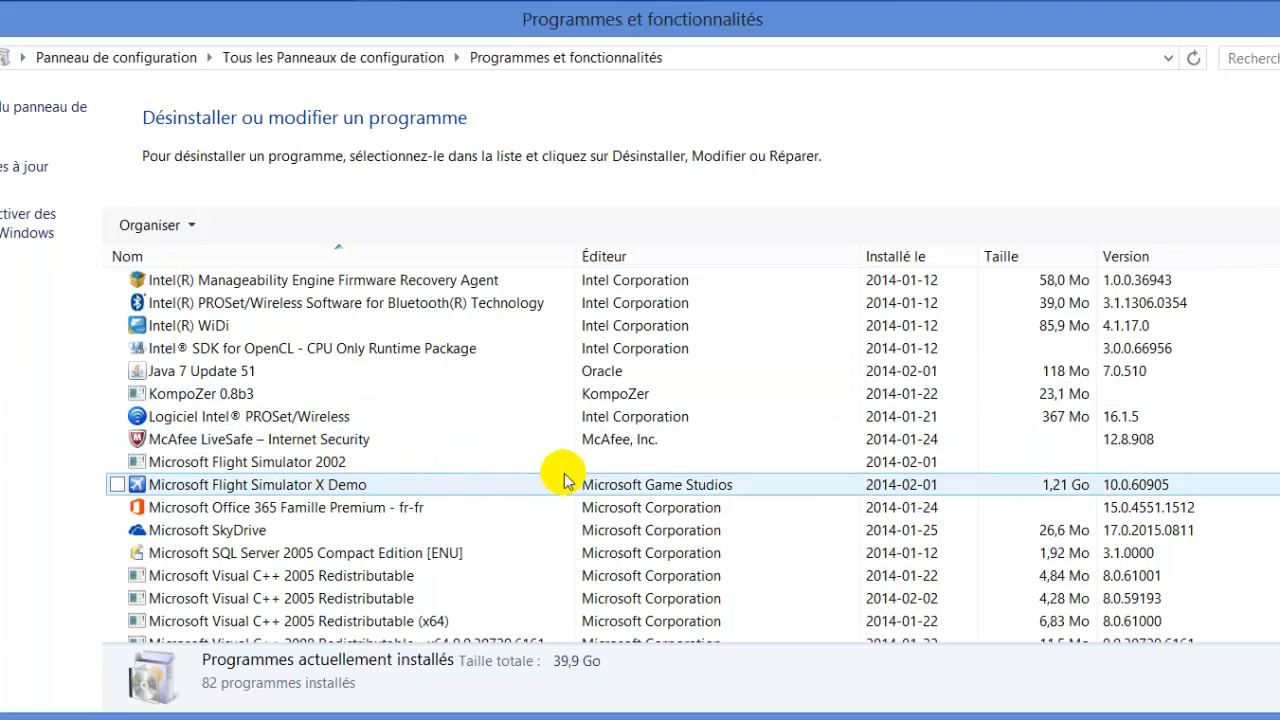 Programmes et fonctionnalités
Panneau de configuration Tous les Panneaux de configuration Programmes et fonctionnalités Recherc
du panneau de
es à jour
ctiver des
Windows
Désinstaller ou modifier un programme
Pour désinstaller un programme, sélectionnez-le dans la liste et cliquez sur Désinstaller, Modifier ou Réparer.
Organiser
Nom Éditeur Installé le Taille Version
Intel(R) Manageability Engine Firmware Recovery Agent Intel Corporation 2014-01-12 58,0 Mo 1.0.0.36943
Intel(R) PROSet/Wireless Software for Bluetooth(R) Technology Intel Corporation 2014-01-12 39,0 Mo 3.1.1306.0354
Intel(R) WiDi Intel Corporation 2014-01-12 85,9 Mo 4.1.17.0
Intel® SDK for OpenCL - CPU Only Runtime Package Intel Corporation 2014-01-12 3.0.0.66956
Java 7 Update 51 Oracle 2014-02-01 118 Mo 7.0.510
KompoZer 0.8b3 KompoZer 2014-01-22 23,1 Mo
Logiciel Intel® PROSet/Wireless Intel Corporation 2014-01-21 367 Mo 16.1.5
McAfee LiveSafe – Internet Security McAfee, Inc. 2014-01-24 12.8.908
Microsoft Flight Simulator 2002 2014-02-01
Microsoft Flight Simulator X Demo Microsoft Game Studios 2014-02-01 1,21 Go 10.0.60905
Microsoft Office 365 Famille Premium - fr-fr Microsoft Corporation 2014-01-24 15.0.4551.1512
Microsoft SkyDrive Microsoft Corporation 2014-01-25 26,6 Mo 17.0.2015.0811
Microsoft SQL Server 2005 Compact Edition [ENU] Microsoft Corporation 2014-01-12 1,92 Mo 3.1.0000
Microsoft Visual C++ 2005 Redistributable Microsoft Corporation 2014-01-22 4,84 Mo 8.0.61001
Microsoft Visual C++ 2005 Redistributable Microsoft Corporation 2014-02-02 4,28 Mo 8.0.59193
Microsoft Visual C++ 2005 Redistributable (x64) Microsoft Corporation 2014-01-22 6,83 Mo 8.0.61000
Programmes actuellement installés Taille totale : 39,9 Go
82 programmes installés